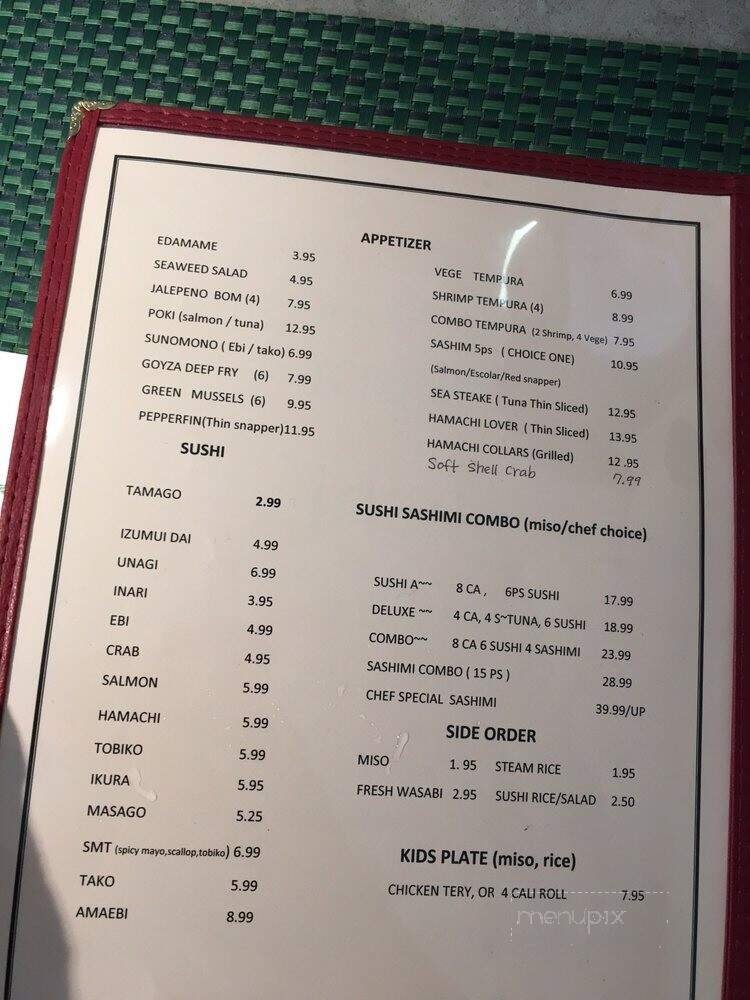 APPETIZER
EDAMAME 3.95
SEAWEED SALAD 4.95
JALEPENO BOM (4) 7.95
POKI (salmon / tuna) 12.95
SUNOMONO ( Ebi / tako) 6.99
GOYZA DEEP FRY (6) 7.99
GREEN MUSSELS (6) 9.95
PEPPERFIN(Thin snapper)11.95
VEGE TEMPURA 6.99
SHRIMP TEMPURA (4) 8.99
COMBO TEMPURA (2 Shrimp, 4 Vege) 7.95
SASHIM 5ps ( CHOICE ONE) 10.95
(Salmon/Escolar/Red snapper)
SEA STEAKE ( Tuna Thin Sliced) 12.95
HAMACHI LOVER ( Thin Sliced) 13.95
HAMACHI COLLARS (Grilled) 12 .95
Soft Shell Crab 7.99
SUSHI
TAMAGO 2.99
IZUMUI DAI 4.99
UNAGI 6.99
INARI 3.95
EBI 4.99
CRAB 4.95
SALMON 5.99
HAMACHI 5.99
TOBIKO 5.99
IKURA 5.95
MASAGO 5.25
SMT (spicy mayo,scallop,tobiko) 6.99
TAKO 5.99
AMAEBI 8.99
SUSHI SASHIMI COMBO (miso/chef choice)
SUSHI A~~ 8 CA , 6PS SUSHI 17.99
DELUXE ~~ 4 CA, 4 S~TUNA, 6 SUSHI 18.99
COMBO~~ 8 CA 6 SUSHI 4 SASHIMI 23.99
SASHIMI COMBO ( 15 PS ) 28.99
CHEF SPECIAL SASHIMI 39.99/UP
SIDE ORDER
MISO 1. 95 STEAM RICE 1.95
FRESH WASABI 2.95 SUSHI RICE/SALAD 2.50
KIDS PLATE (miso, rice)
CHICKEN TERY, OR 4 CALI ROLL 7.95
menupix